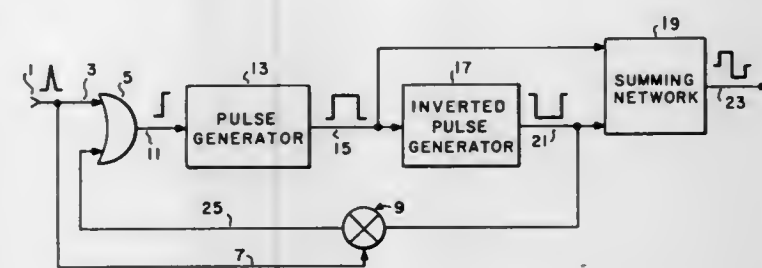 19
13
17
1
3
5
SUMMING
NETWORK
PULSE
GENERATOR
INVERTED
PULSE
GENERATOR
23
11
15
21
9
25
7